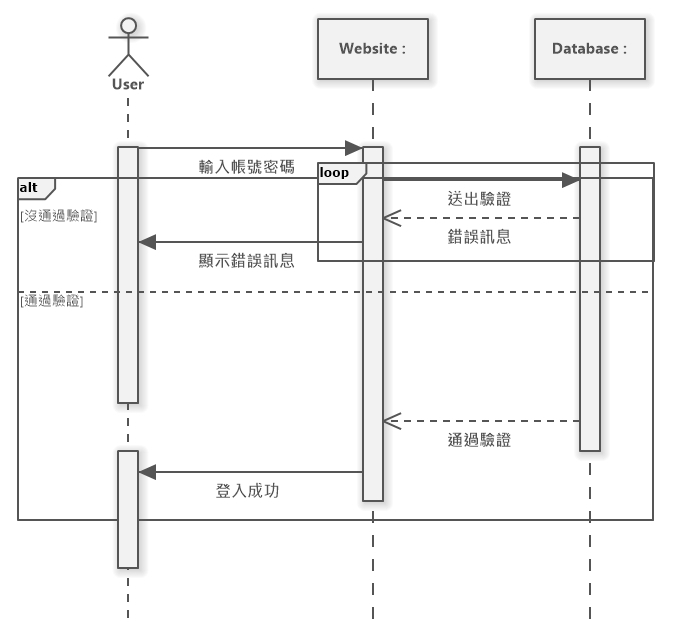 User
Website :
Database :
輸入帳號密碼
loop
alt
送出驗證
[沒通過驗證]
錯誤訊息
顯示錯誤訊息
[通過驗證]
通過驗證
登入成功